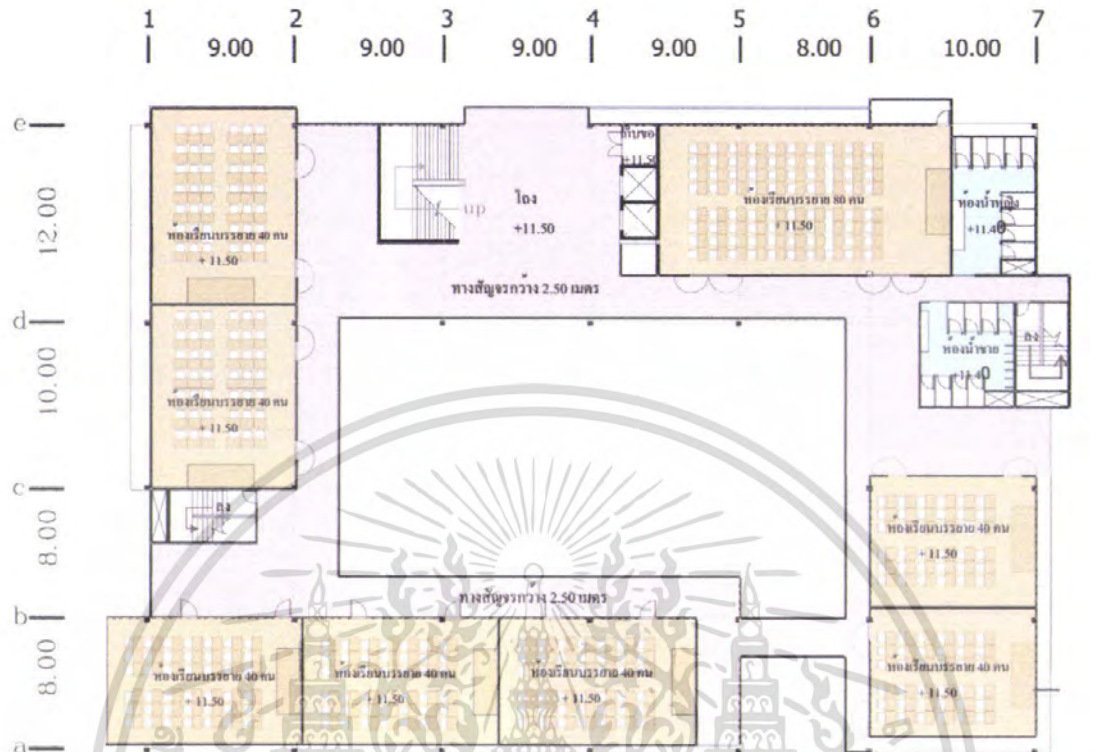 1 2 3 4 5 6 7
9.00 9.00 9.00 9.00 8.00 10.00
e
เก็บของ
+11.50
12.00
ห้องเรียนบรรยาย 80 คน
+ 11.50
ห้องน้ำหญิง
+11.40
โถง
+11.50
up
ห้องเรียนบรรยาย 40 คน
+ 11.50
ทางสัญจรกว้าง 2.50 เมตร
d
ลง
ห้องน้ำชาย
+11.40
10.00
ห้องเรียนบรรยาย 40 คน
+ 11.50
c
ลง
8.00
ห้องเรียนบรรยาย 40 คน
+ 11.50
ทางสัญจรกว้าง 2.50 เมตร
b
8.00
ห้องเรียนบรรยาย 40 คน
+ 11.50
ห้องเรียนบรรยาย 40 คน
+ 11.50
ห้องเรียนบรรยาย 40 คน
+ 11.50
ห้องเรียนบรรยาย 40 คน
+ 11.50
a